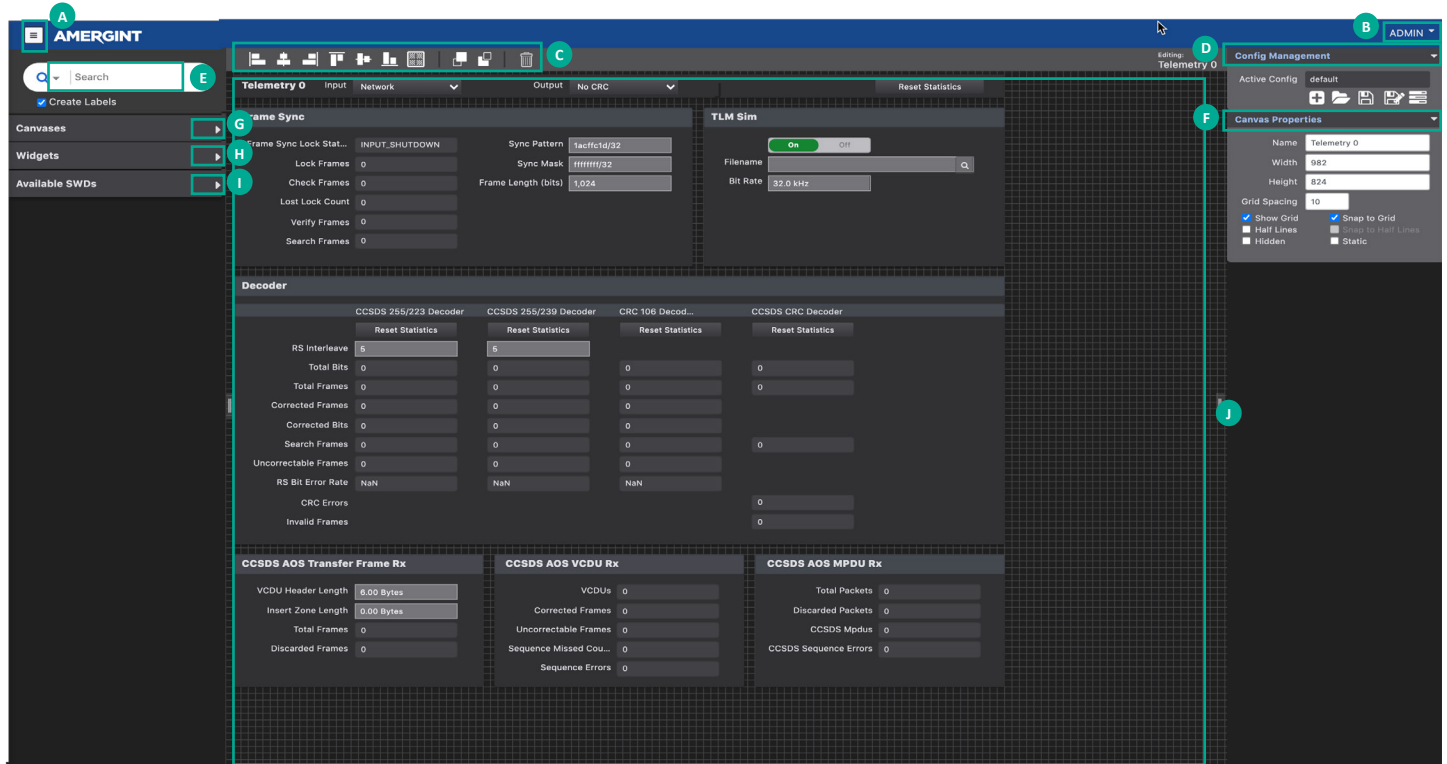 A
B
AMERGINT
ADMIN
C
D
Editing:
Telemetry 0
Config Management
Search
E
Create Labels
Active Config default
Telemetry 0 Input Network Output No CRC Reset Statistics
F
Canvas Properties
Canvases
G
Widgets
H
Available SWDs
I
rame Sync
TLM Sim
Frame Sync Lock Stat... INPUT_SHUTDOWN Sync Pattern 1acffc1d/32
On Off
Name Telemetry 0
Lock Frames 0 Sync Mask ffffffff/32
Filename
Width 982
Check Frames 0 Frame Length (bits) 1,024
Bit Rate 32.0 kHz
Height 824
Lost Lock Count 0
Grid Spacing 10
Verify Frames 0
Show Grid Snap to Grid
Half Lines Snap to Half Lines
Search Frames 0
Hidden Static
Decoder
CCSDS 255/223 Decoder CCSDS 255/239 Decoder CRC 106 Decod... CCSDS CRC Decoder
Reset Statistics Reset Statistics Reset Statistics Reset Statistics
RS Interleave 5 5
Total Bits 0 0 0 0
Total Frames 0 0 0 0
Corrected Frames 0 0 0
J
Corrected Bits 0 0 0
Search Frames 0 0 0 0
Uncorrectable Frames 0 0 0
RS Bit Error Rate NaN NaN NaN
CRC Errors 0
Invalid Frames 0
CCSDS AOS Transfer Frame Rx
CCSDS AOS VCDU Rx
CCSDS AOS MPDU Rx
VCDU Header Length 6.00 Bytes VCDUs 0 Total Packets 0
Insert Zone Length 0.00 Bytes Corrected Frames 0 Discarded Packets 0
Total Frames 0 Uncorrectable Frames 0 CCSDS Mpdus 0
Discarded Frames 0 Sequence Missed Cou... 0 CCSDS Sequence Errors 0
Sequence Errors 0